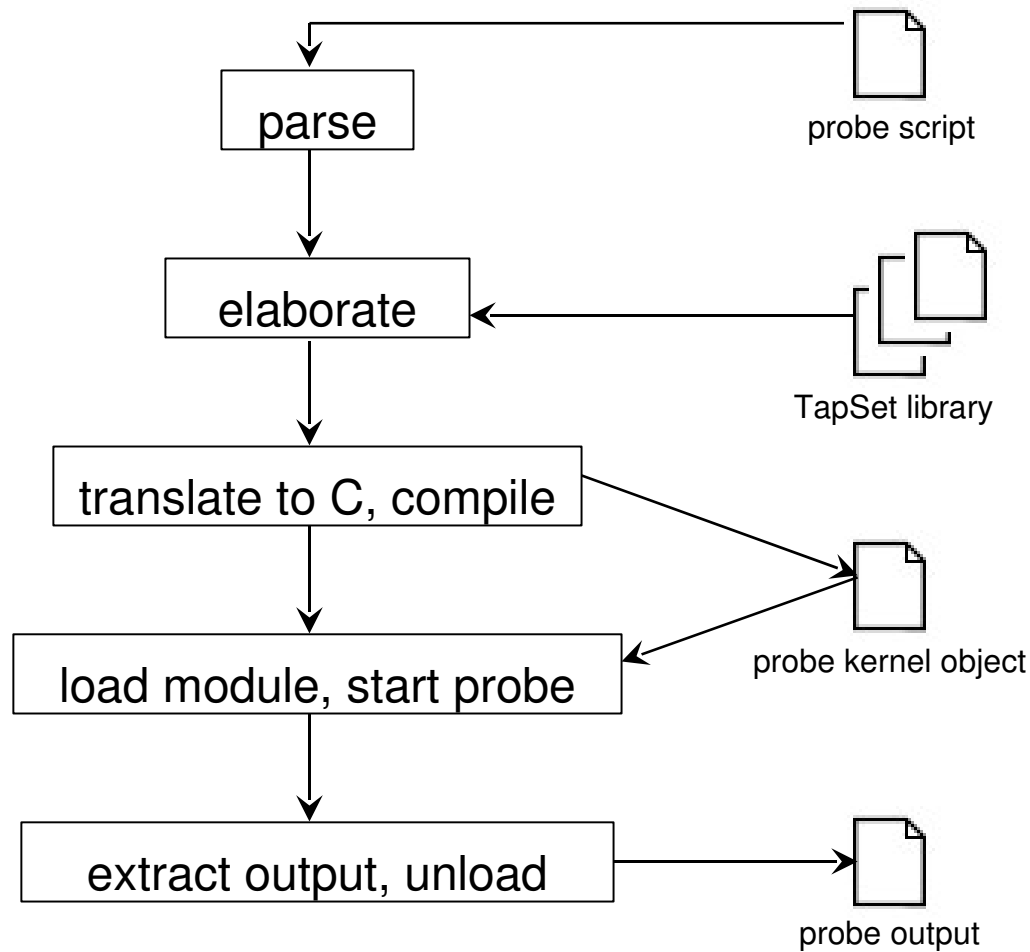 parse
probe script
elaborate
TapSet library
translate to C, compile
probe kernel object
load module, start probe
extract output, unload
probe output